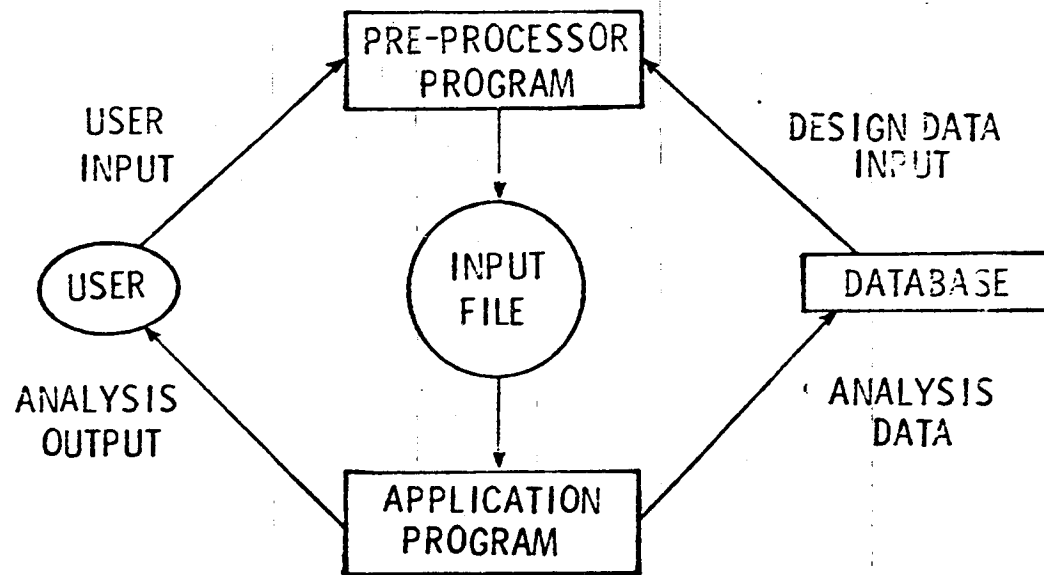 PRE-PROCESSOR
PROGRAM
USER
INPUT
DESIGN DATA
INPUT
USER
INPUT
FILE
DATABASE
ANALYSIS
OUTPUT
ANALYSIS
DATA
APPLICATION
PROGRAM